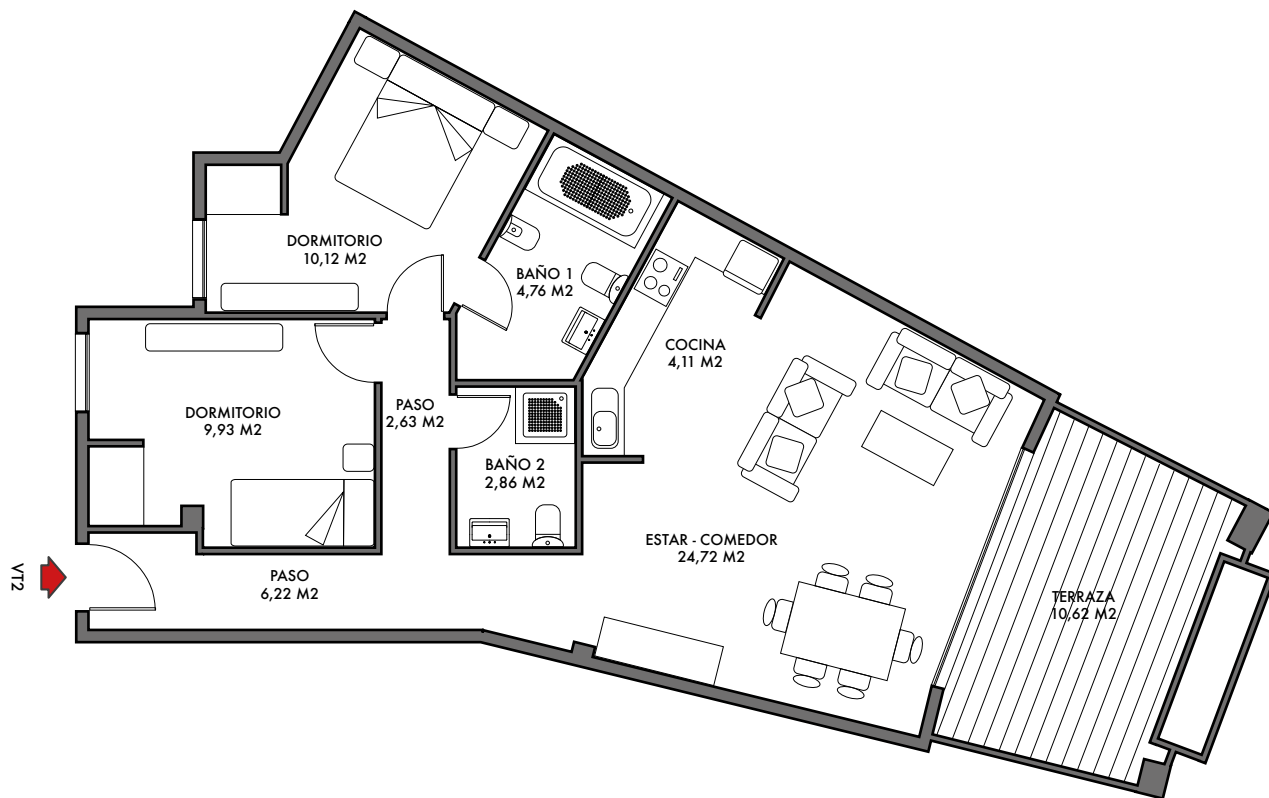 DORMITORIO
10,12 M2
BAÑO 1
4,76 M2
COCINA
4,11 M2
DORMITORIO
9,93 M2
PASO
2,63 M2
BAÑO 2
2,86 M2
ESTAR - COMEDOR
24,72 M2
VT2
PASO
6,22 M2
TERRAZA
10,62 M2